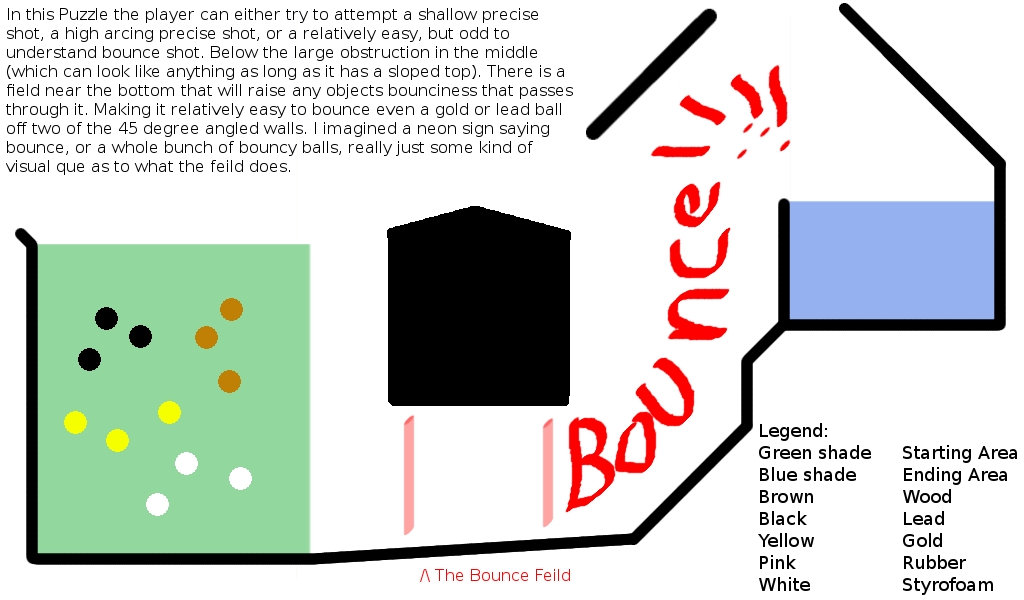 In this Puzzle the player can either try to attempt a shallow precise
shot, a high arcing precise shot, or a relatively easy, but odd to
understand bounce shot. Below the large obstruction in the middle
(which can look like anything as long as it has a sloped top). There is a
field near the bottom that will raise any objects bounciness that passes
through it. Making it relatively easy to bounce even a gold or lead ball
off two of the 45 degree angled walls. I imagined a neon sign saying
bounce, or a whole bunch of bouncy balls, really just some kind of
visual que as to what the feild does.
Bounce!!!
Legend:
Green shade Starting Area
Blue shade Ending Area
Brown Wood
Black Lead
Yellow Gold
Pink Rubber
White Styrofoam
/\ The Bounce Feild